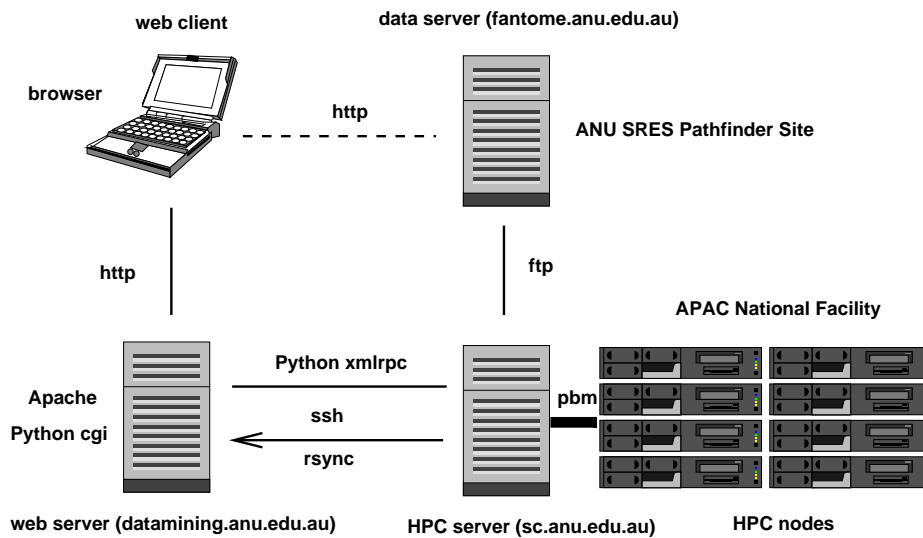 web client
data server (fantome.anu.edu.au)
browser
http
ANU SRES Pathfinder Site
http
ftp
APAC National Facility
Python xmlrpc
pbm
Apache
ssh
Python cgi
rsync
web server (datamining.anu.edu.au)
HPC server (sc.anu.edu.au)
HPC nodes